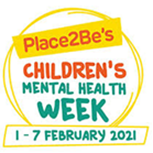 Place2Be's
CHILDREN'S
MENTAL HEALTH
WEEK
1 - 7 FEBRUARY 2021